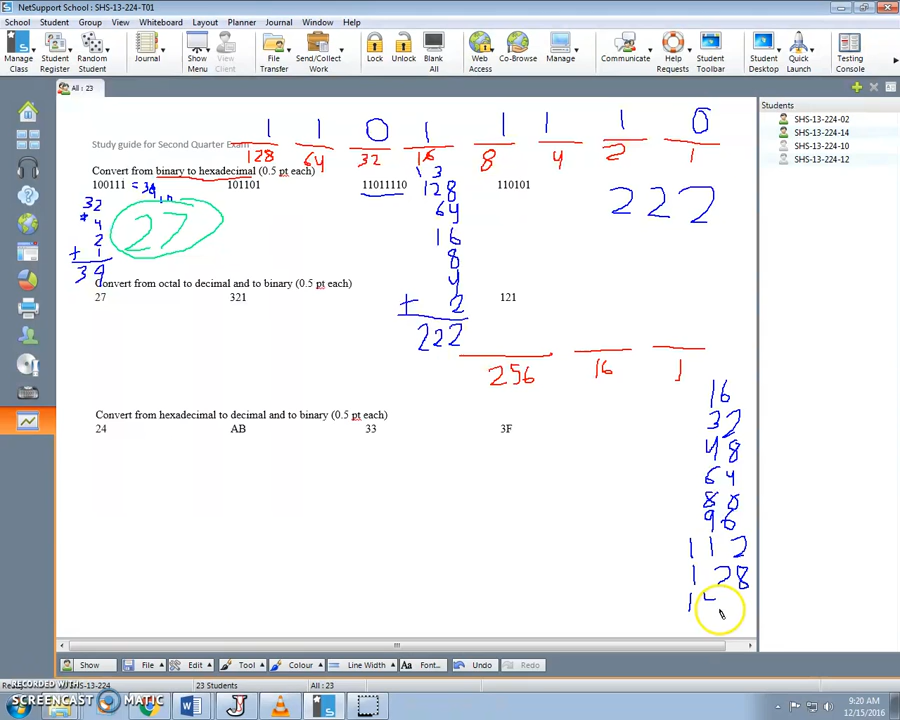 NetSupport School - SHS-13-224-T01
School Student Group View Whiteboard Layout Planner Journal Window Help
Manage Class Student Register Random Student Journal Show Menu View Client File Transfer Send/Collect Work Lock Unlock Blank All Web Access Co-Browse Manage Communicate Help Requests Student Toolbar Student Desktop Quick Launch Testing Console
All : 23
Students
SHS-13-224-02
SHS-13-224-14
SHS-13-224-10
SHS-13-224-12
1 1 0 1 1 1 1 0
128 64 32 16 8 4 2 1
Study guide for Second Quarter Exam
Convert from binary to hexadecimal (0.5 pt each)
100111 = 39 101101 11011110 110101
1 3
128
64
16
8
4
+ 2
222
222
32
4
2
+ 1
39
27
Convert from octal to decimal and to binary (0.5 pt each)
27 321 121
256 16 1
16
32
48
64
80
96
112
128
1
Convert from hexadecimal to decimal and to binary (0.5 pt each)
24 AB 33 3F
Show File Edit Tool Colour Line Width Font... Undo Redo
SHS-13-224 23 Students All : 23
RECORDED WITH
SCREENCAST MATIC
9:20 AM
12/15/2016